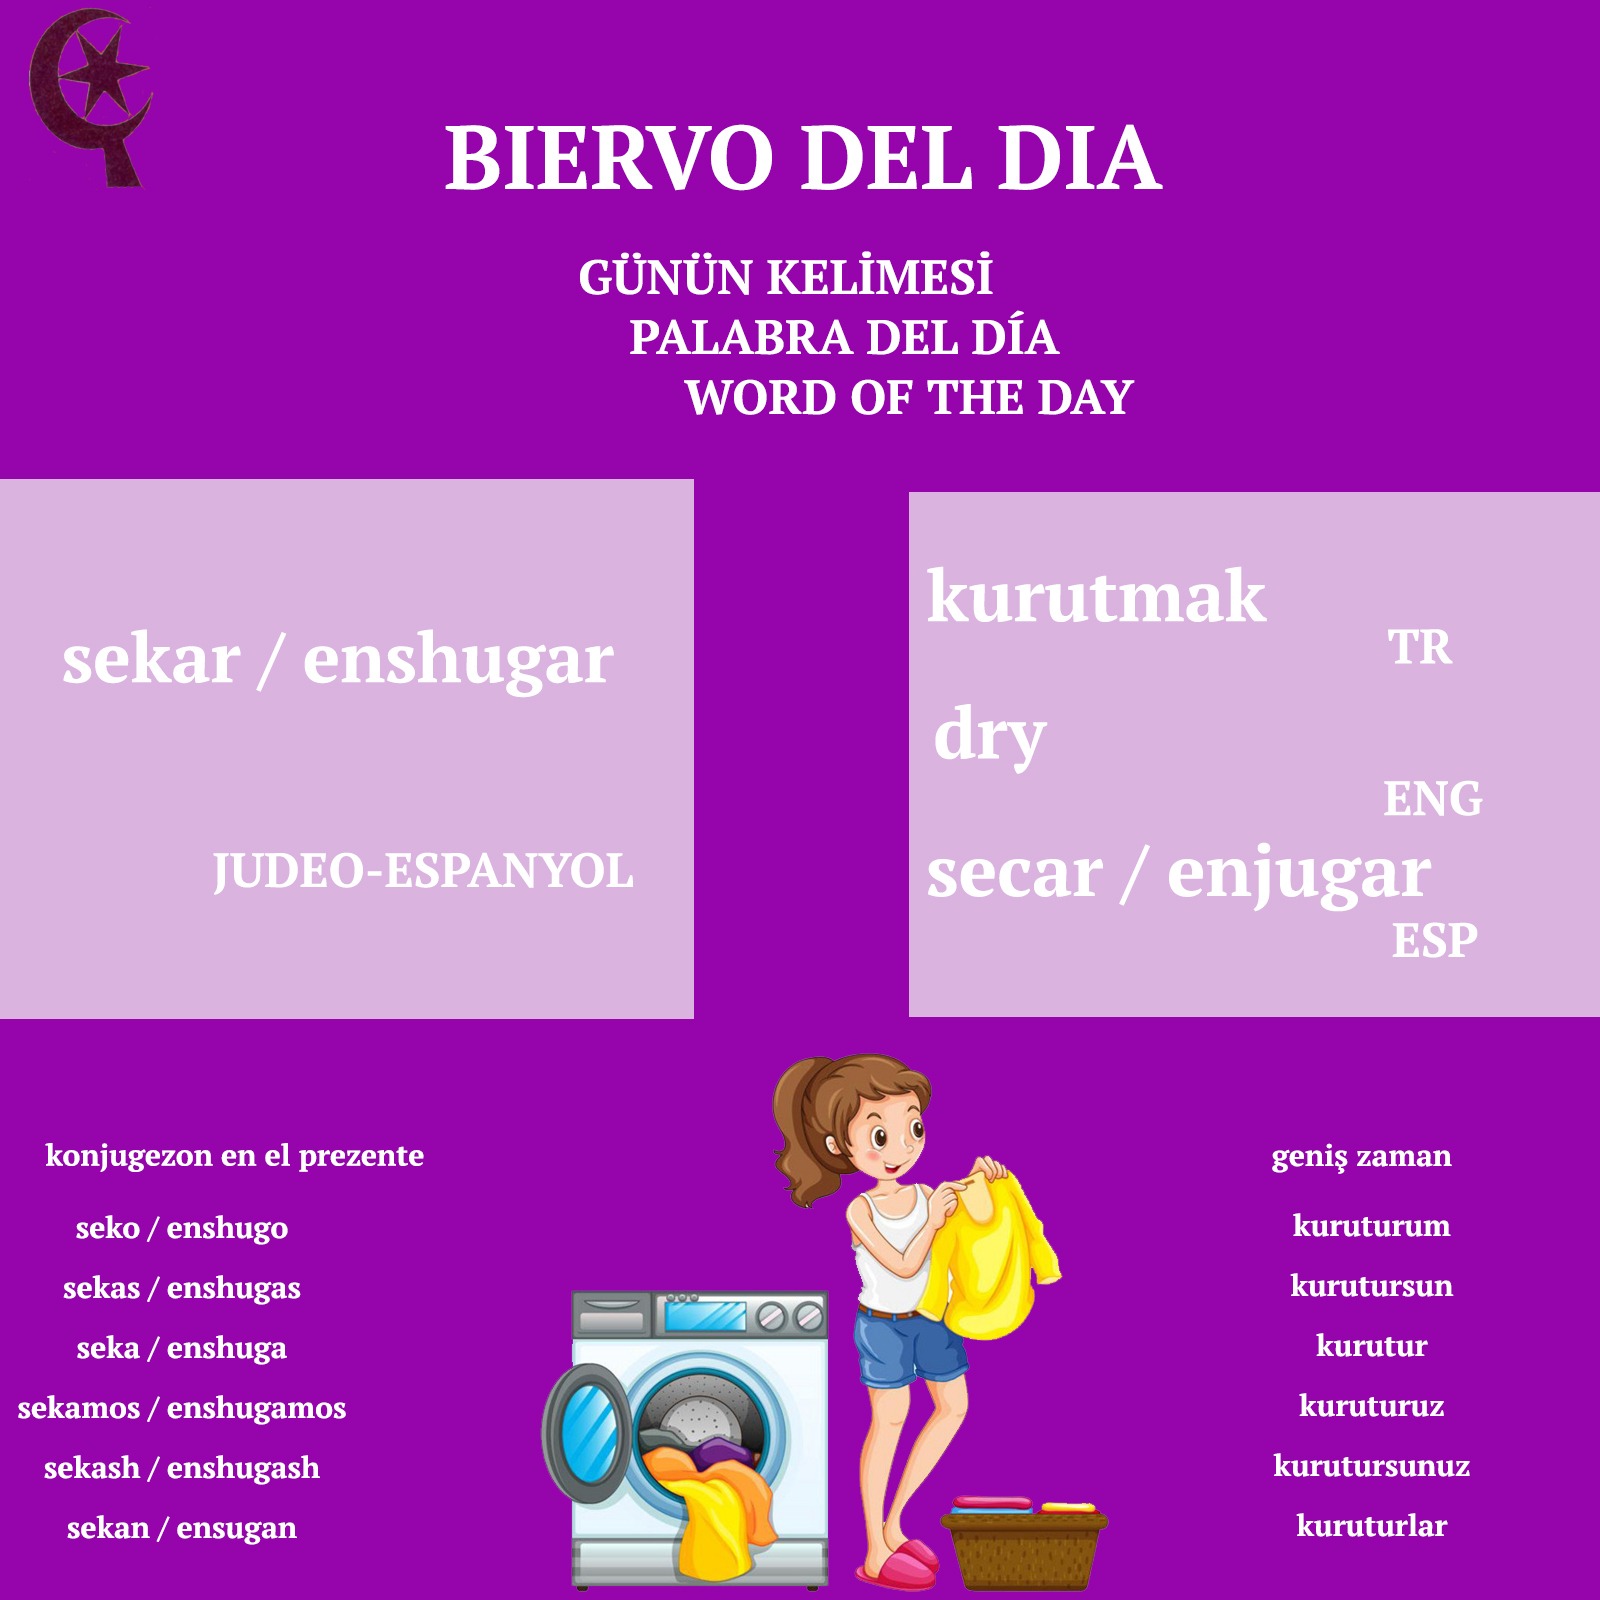 BIERVO DEL DIA
GÜNÜN KELİMESİ
PALABRA DEL DÍA
WORD OF THE DAY
sekar / enshugar
JUDEO-ESPANYOL
kurutmak
TR
dry
ENG
secar / enjugar
ESP
konjugezon en el prezente
seko / enshugo
sekas / enshugas
seka / enshuga
sekamos / enshugamos
sekash / enshugash
sekan / ensugan
geniş zaman
kuruturum
kurutursun
kurutur
kuruturuz
kurutursunuz
kuruturlar